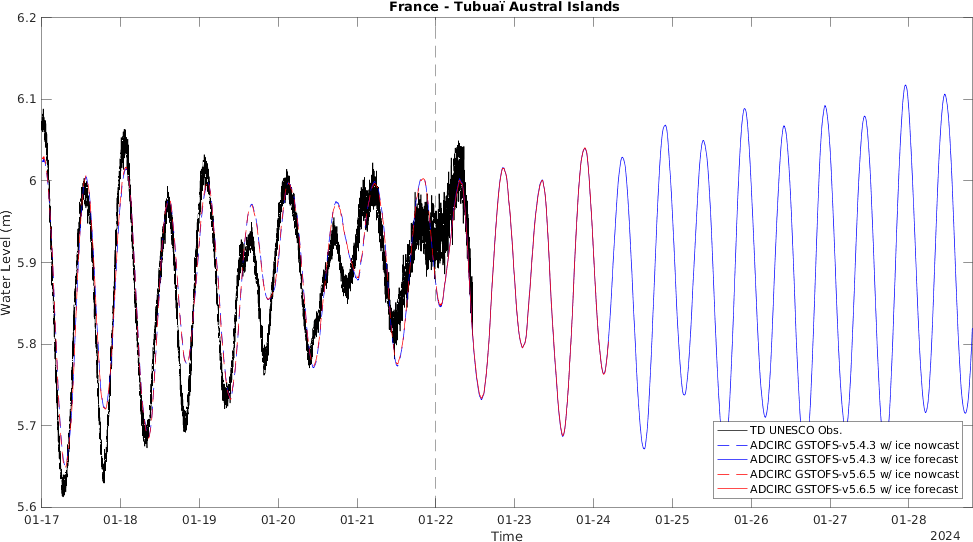 France - Tubuaï Austral Islands
6.2
6.1
6
5.9
5.8
5.7
5.6
Water Level (m)
TD UNESCO Obs.
ADCIRC GSTOFS-v5.4.3 w/ ice nowcast
ADCIRC GSTOFS-v5.4.3 w/ ice forecast
ADCIRC GSTOFS-v5.6.5 w/ ice nowcast
ADCIRC GSTOFS-v5.6.5 w/ ice forecast
01-17 01-18 01-19 01-20 01-21 01-22 01-23 01-24 01-25 01-26 01-27 01-28
Time
2024